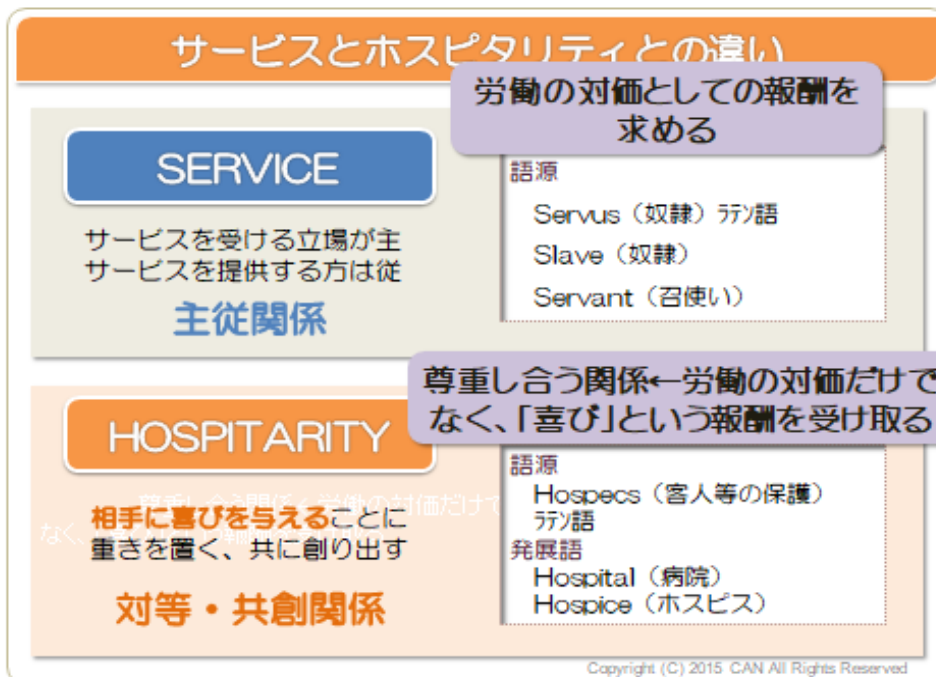 サービスとホスピタリティとの違い
労働の対価としての報酬を
求める
SERVICE
サービスを受ける立場が主
サービスを提供する方は従
主従関係
語源
Servus（奴隷）ラテン語
Slave（奴隷）
Servant（召使い）
尊重し合う関係←労働の対価だけで
なく、「喜び」という報酬を受け取る
HOSPITARITY
相手に喜びを与えることに
重きを置く、共に創り出す
対等・共創関係
語源
Hospecs（客人等の保護）
ラテン語
発展語
Hospital（病院）
Hospice（ホスピス）
Copyright (C) 2015 CAN All Rights Reserved